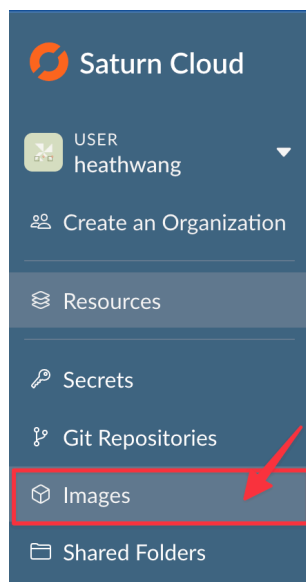 Saturn Cloud
USER
heathwang
Create an Organization
Resources
Secrets
Git Repositories
Images
Shared Folders